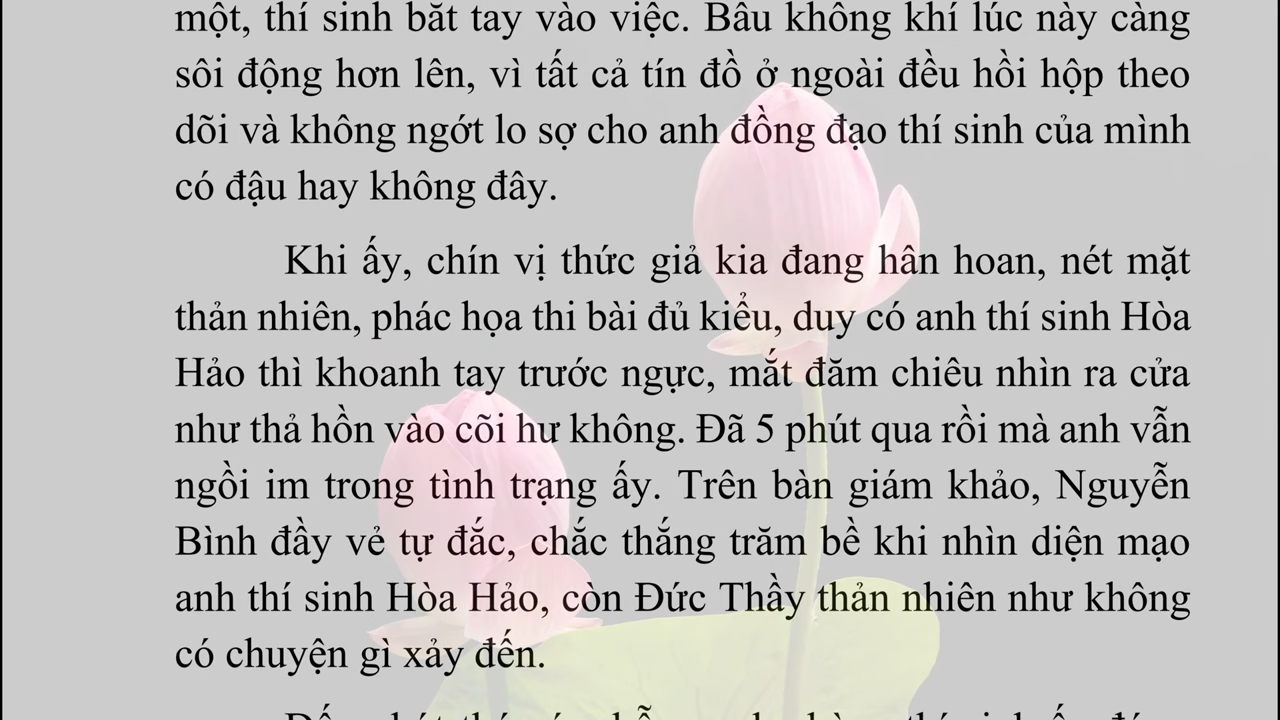 một, thí sinh bắt tay vào việc. Bầu không khí lúc này càng
sôi động hơn lên, vì tất cả tín đồ ở ngoài đều hồi hộp theo
dõi và không ngớt lo sợ cho anh đồng đạo thí sinh của mình
có đậu hay không đây.
Khi ấy, chín vị thức giả kia đang hân hoan, nét mặt
thản nhiên, phác họa thi bài đủ kiểu, duy có anh thí sinh Hòa
Hảo thì khoanh tay trước ngực, mắt đăm chiêu nhìn ra cửa
như thả hồn vào cõi hư không. Đã 5 phút qua rồi mà anh vẫn
ngồi im trong tình trạng ấy. Trên bàn giám khảo, Nguyễn
Bình đầy vẻ tự đắc, chắc thắng trăm bề khi nhìn diện mạo
anh thí sinh Hòa Hảo, còn Đức Thầy thản nhiên như không
có chuyện gì xảy đến.